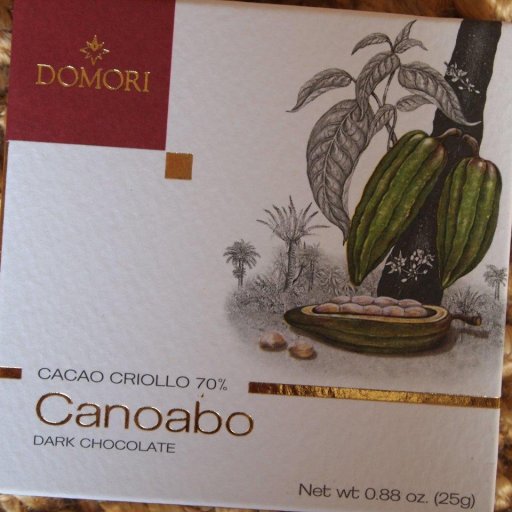 DOMORI
CACAO CRIOLLO 70%
Canoabo
DARK CHOCOLATE
Net wt 0.88 oz. (25g)